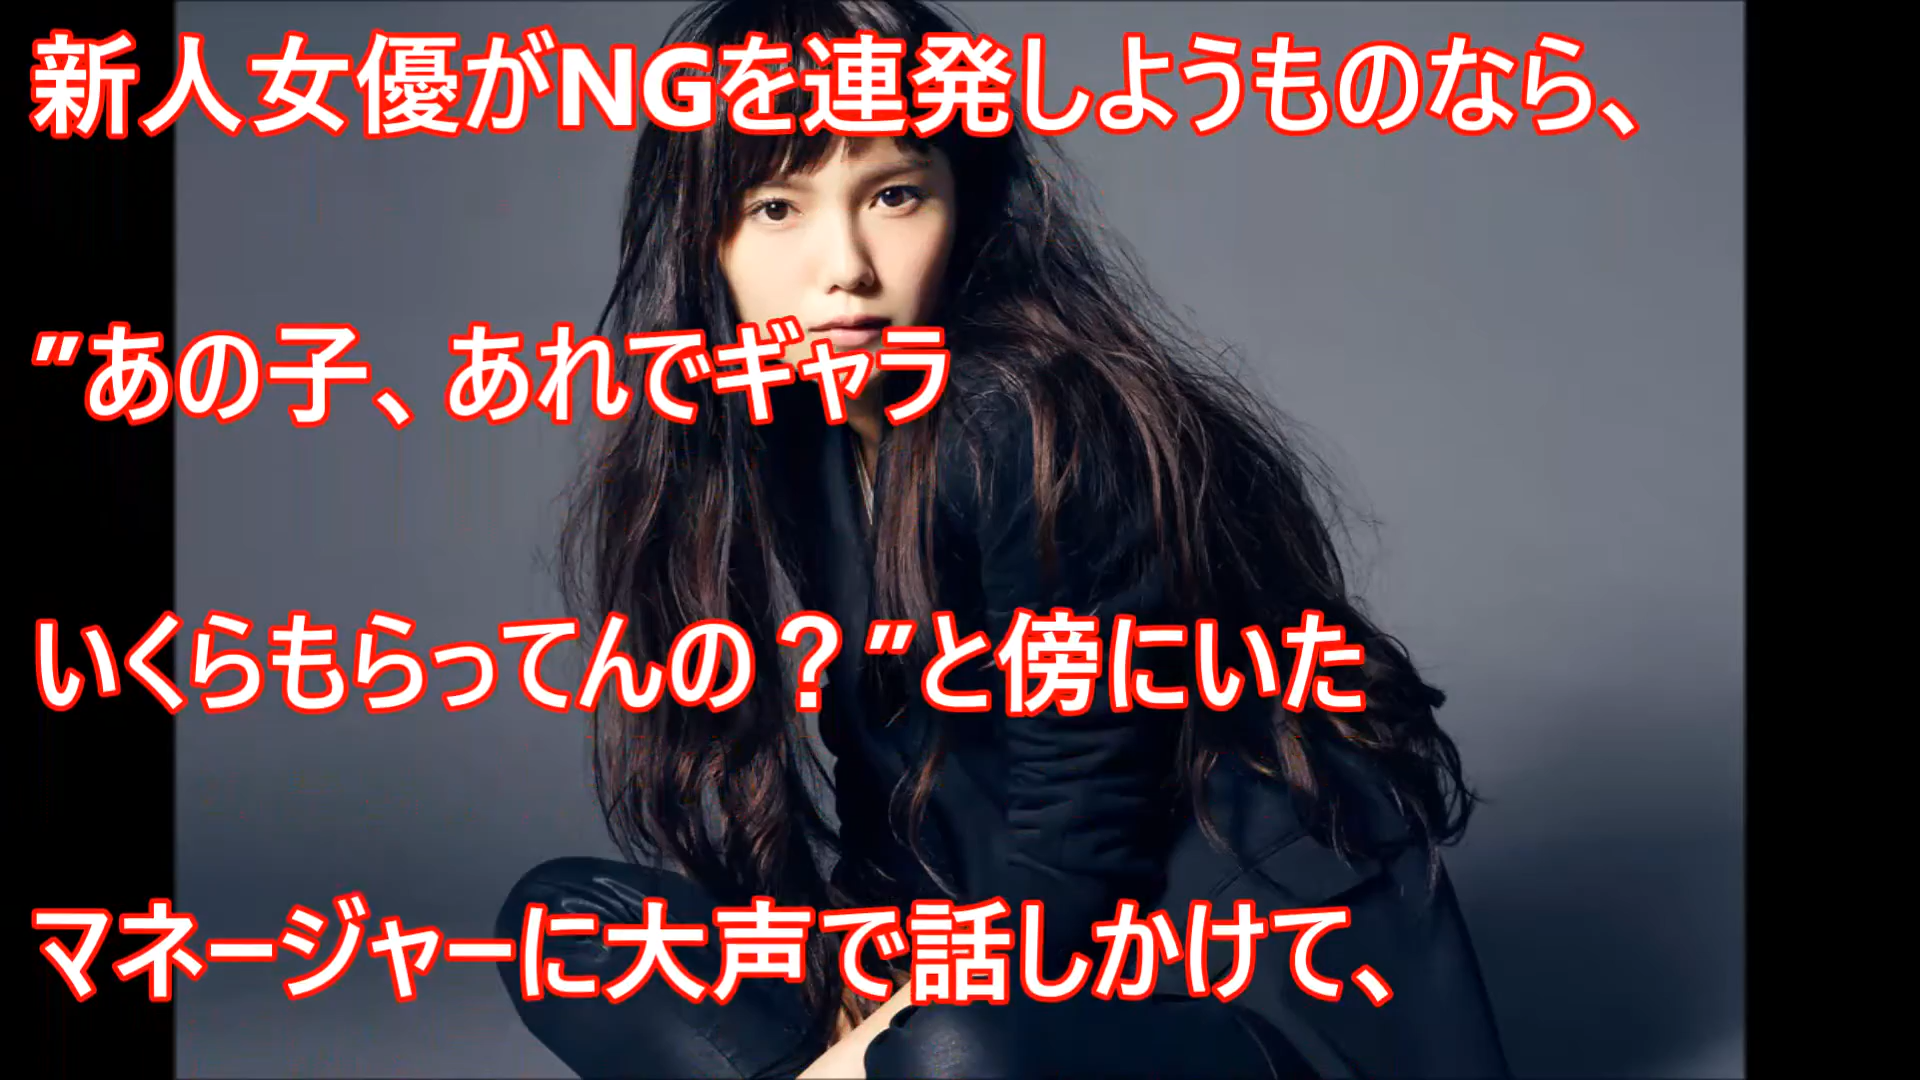 新人女優がNGを連発しようものなら、
”あの子、あれでギャラ
いくらもらってんの？”と傍にいた
マネージャーに大声で話しかけて、